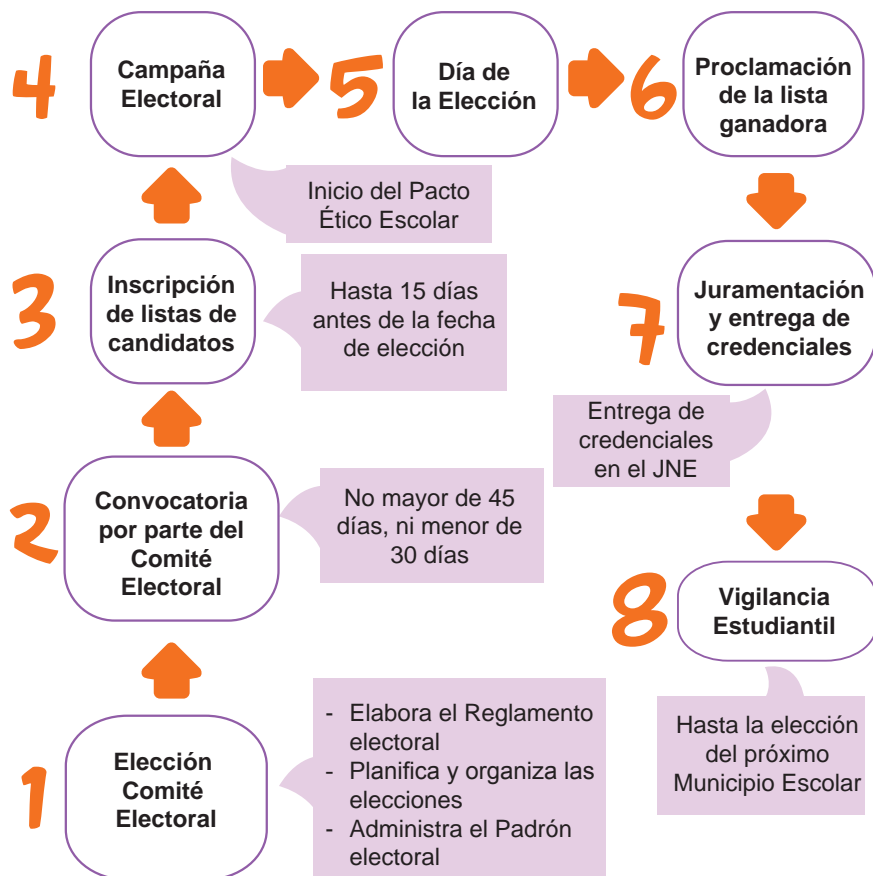 4
Campaña
Electoral
5
Día de
la Elección
6
Proclamación
de la lista
ganadora
Inicio del Pacto
Ético Escolar
3
Inscripción
de listas de
candidatos
Hasta 15 días
antes de la fecha
de elección
7
Juramentación
y entrega de
credenciales
Entrega de
credenciales
en el JNE
2
Convocatoria
por parte del
Comité
Electoral
No mayor de 45
días, ni menor de
30 días
8
Vigilancia
Estudiantil
Hasta la elección
del próximo
Municipio Escolar
1
Elección
Comité
Electoral
- Elabora el Reglamento
electoral
- Planifica y organiza las
elecciones
- Administra el Padrón
electoral